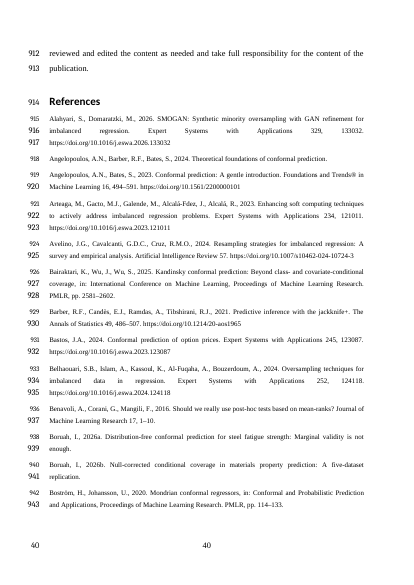 912 reviewed and edited the content as needed and take full responsibility for the content of the
913 publication.
914 References
915 Alahyari, S., Domaratzki, M., 2026. SMOGAN: Synthetic minority oversampling with GAN refinement for
916 imbalanced regression. Expert Systems with Applications 329, 133032.
917 https://doi.org/10.1016/j.eswa.2026.133032
918 Angelopoulos, A.N., Barber, R.F., Bates, S., 2024. Theoretical foundations of conformal prediction.
919 Angelopoulos, A.N., Bates, S., 2023. Conformal prediction: A gentle introduction. Foundations and Trends® in
920 Machine Learning 16, 494–591. https://doi.org/10.1561/2200000101
921 Arteaga, M., Gacto, M.J., Galende, M., Alcalá-Fdez, J., Alcalá, R., 2023. Enhancing soft computing techniques
922 to actively address imbalanced regression problems. Expert Systems with Applications 234, 121011.
923 https://doi.org/10.1016/j.eswa.2023.121011
924 Avelino, J.G., Cavalcanti, G.D.C., Cruz, R.M.O., 2024. Resampling strategies for imbalanced regression: A
925 survey and empirical analysis. Artificial Intelligence Review 57. https://doi.org/10.1007/s10462-024-10724-3
926 Bairaktari, K., Wu, J., Wu, S., 2025. Kandinsky conformal prediction: Beyond class- and covariate-conditional
927 coverage, in: International Conference on Machine Learning, Proceedings of Machine Learning Research.
928 PMLR, pp. 2581–2602.
929 Barber, R.F., Candès, E.J., Ramdas, A., Tibshirani, R.J., 2021. Predictive inference with the jackknife+. The
930 Annals of Statistics 49, 486–507. https://doi.org/10.1214/20-aos1965
931 Bastos, J.A., 2024. Conformal prediction of option prices. Expert Systems with Applications 245, 123087.
932 https://doi.org/10.1016/j.eswa.2023.123087
933 Belhaouari, S.B., Islam, A., Kassoul, K., Al-Fuqaha, A., Bouzerdoum, A., 2024. Oversampling techniques for
934 imbalanced data in regression. Expert Systems with Applications 252, 124118.
935 https://doi.org/10.1016/j.eswa.2024.124118
936 Benavoli, A., Corani, G., Mangili, F., 2016. Should we really use post-hoc tests based on mean-ranks? Journal of
937 Machine Learning Research 17, 1–10.
938 Boruah, I., 2026a. Distribution-free conformal prediction for steel fatigue strength: Marginal validity is not
939 enough.
940 Boruah, I., 2026b. Null-corrected conditional coverage in materials property prediction: A five-dataset
941 replication.
942 Boström, H., Johansson, U., 2020. Mondrian conformal regressors, in: Conformal and Probabilistic Prediction
943 and Applications, Proceedings of Machine Learning Research. PMLR, pp. 114–133.
40 40